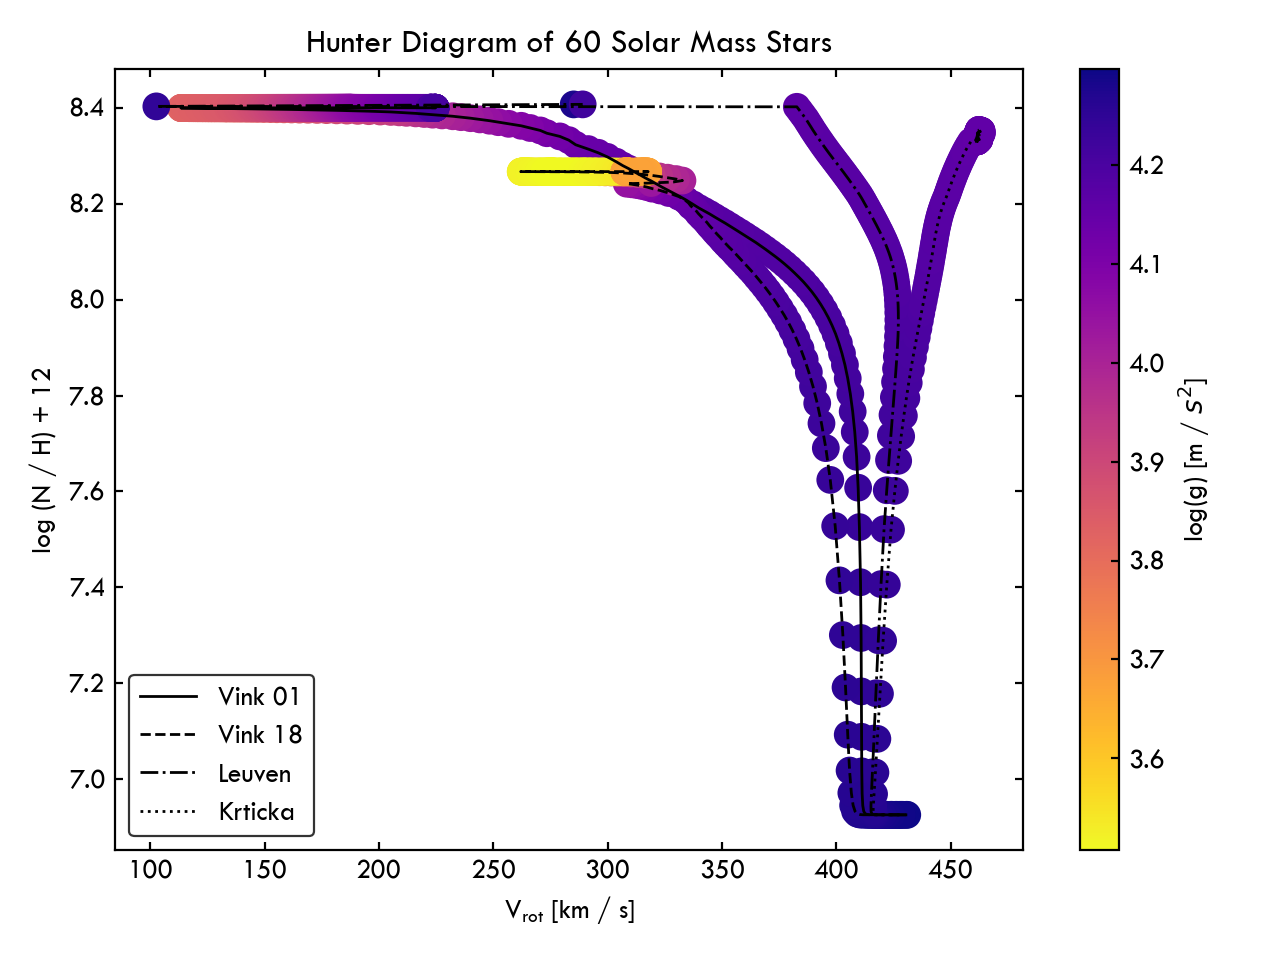 Hunter Diagram of 60 Solar Mass Stars
8.4
8.2
8.0
7.8
7.6
7.4
7.2
7.0
log (N / H) + 12
Vink 01
Vink 18
Leuven
Krticka
100 150 200 250 300 350 400 450
V_rot [km / s]
4.2
4.1
4.0
3.9
3.8
3.7
3.6
log(g) [m / s²]